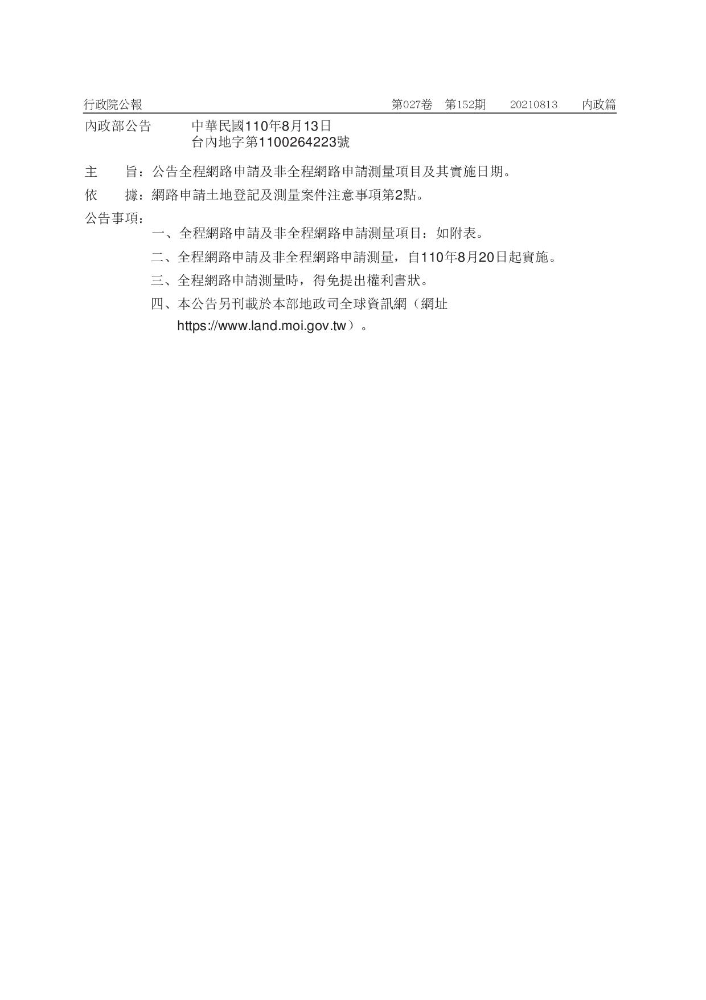 行政院公報 第027卷 第152期 20210813 內政篇
內政部公告 中華民國110年8月13日
台內地字第1100264223號
主 旨：公告全程網路申請及非全程網路申請測量項目及其實施日期。
依 據：網路申請土地登記及測量案件注意事項第2點。
公告事項：
一、全程網路申請及非全程網路申請測量項目：如附表。
二、全程網路申請及非全程網路申請測量，自110年8月20日起實施。
三、全程網路申請測量時，得免提出權利書狀。
四、本公告另刊載於本部地政司全球資訊網（網址
https://www.land.moi.gov.tw）。